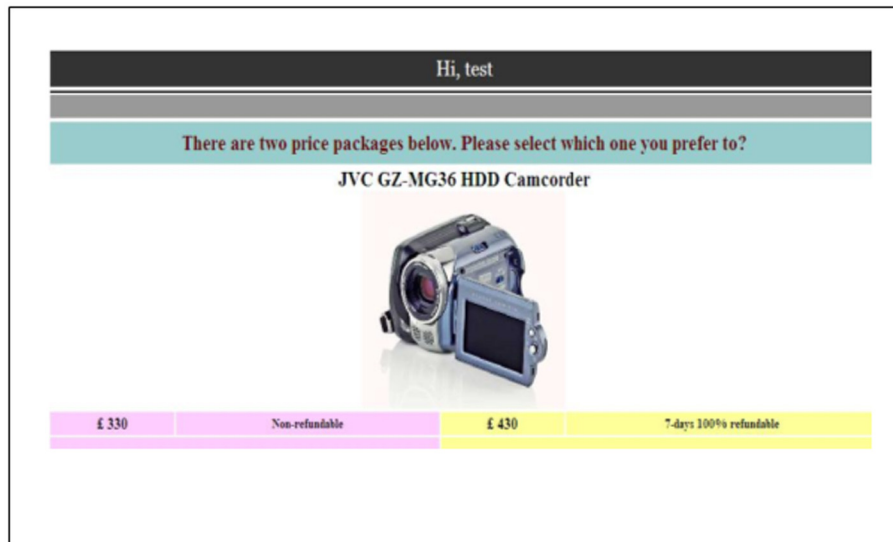 Hi, test
There are two price packages below. Please select which one you prefer to?
JVC GZ-MG36 HDD Camcorder
£ 330 Non-refundable £ 430 7-days 100% refundable